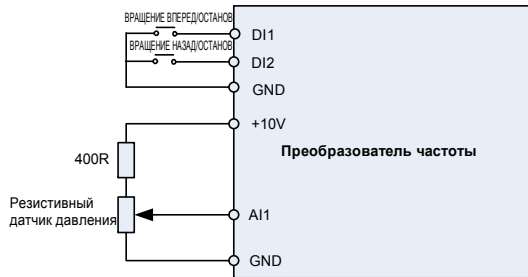 ВРАЩЕНИЕ ВПЕРЕД/ОСТАНОВ
DI1
ВРАЩЕНИЕ НАЗАД/ОСТАНОВ
DI2
GND
+10V
Преобразователь частоты
400R
Резистивный
датчик давления
AI1
GND